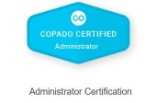 COPADO CERTIFIED
Administrator
Administrator Certification